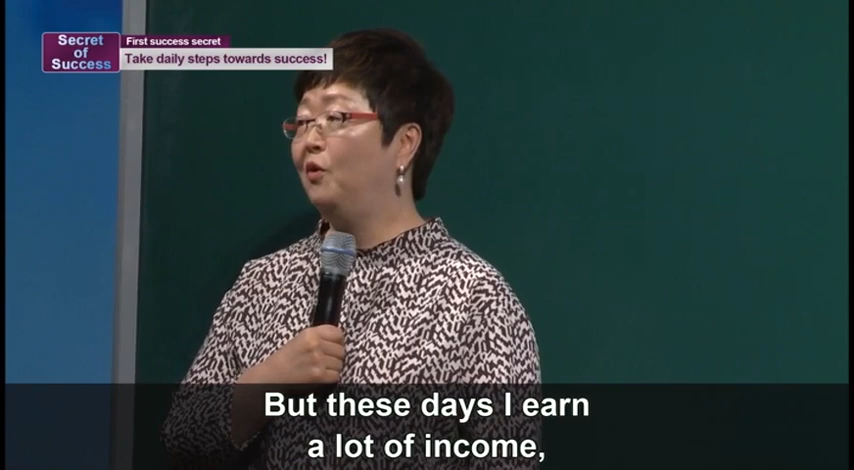 Secret
of
Success
First success secret
Take daily steps towards success!
But these days I earn
a lot of income,